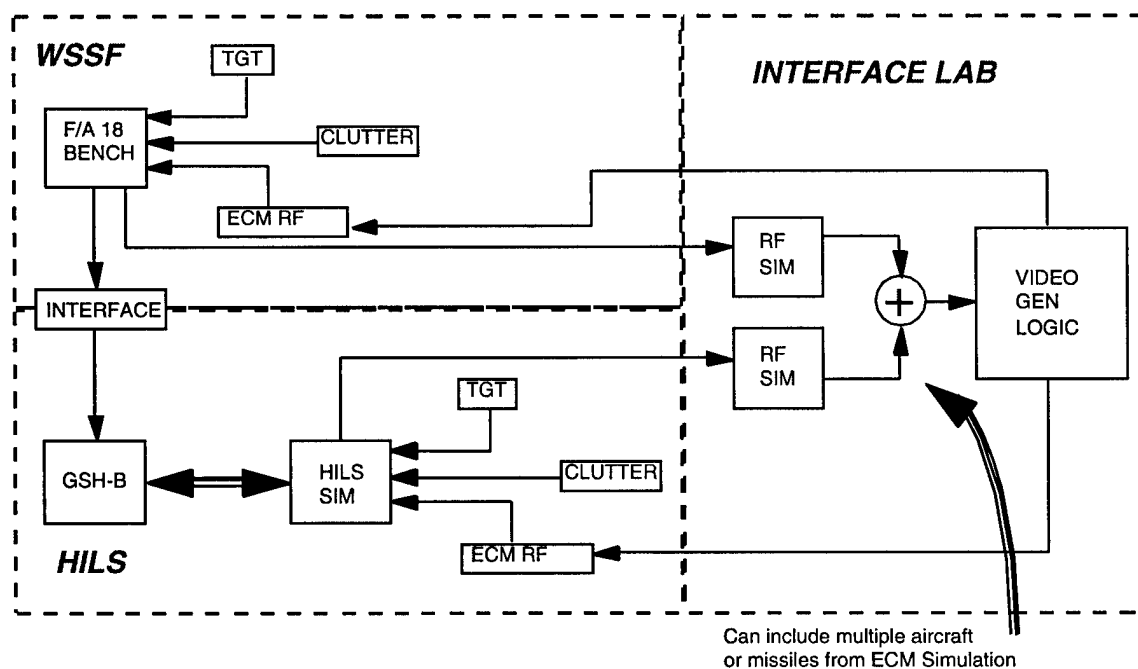 WSSF
TGT
INTERFACE LAB
F/A 18
BENCH
CLUTTER
ECM RF
RF
SIM
VIDEO
GEN
LOGIC
+
INTERFACE
RF
SIM
TGT
GSH-B
HILS
SIM
CLUTTER
ECM RF
HILS
Can include multiple aircraft
or missiles from ECM Simulation